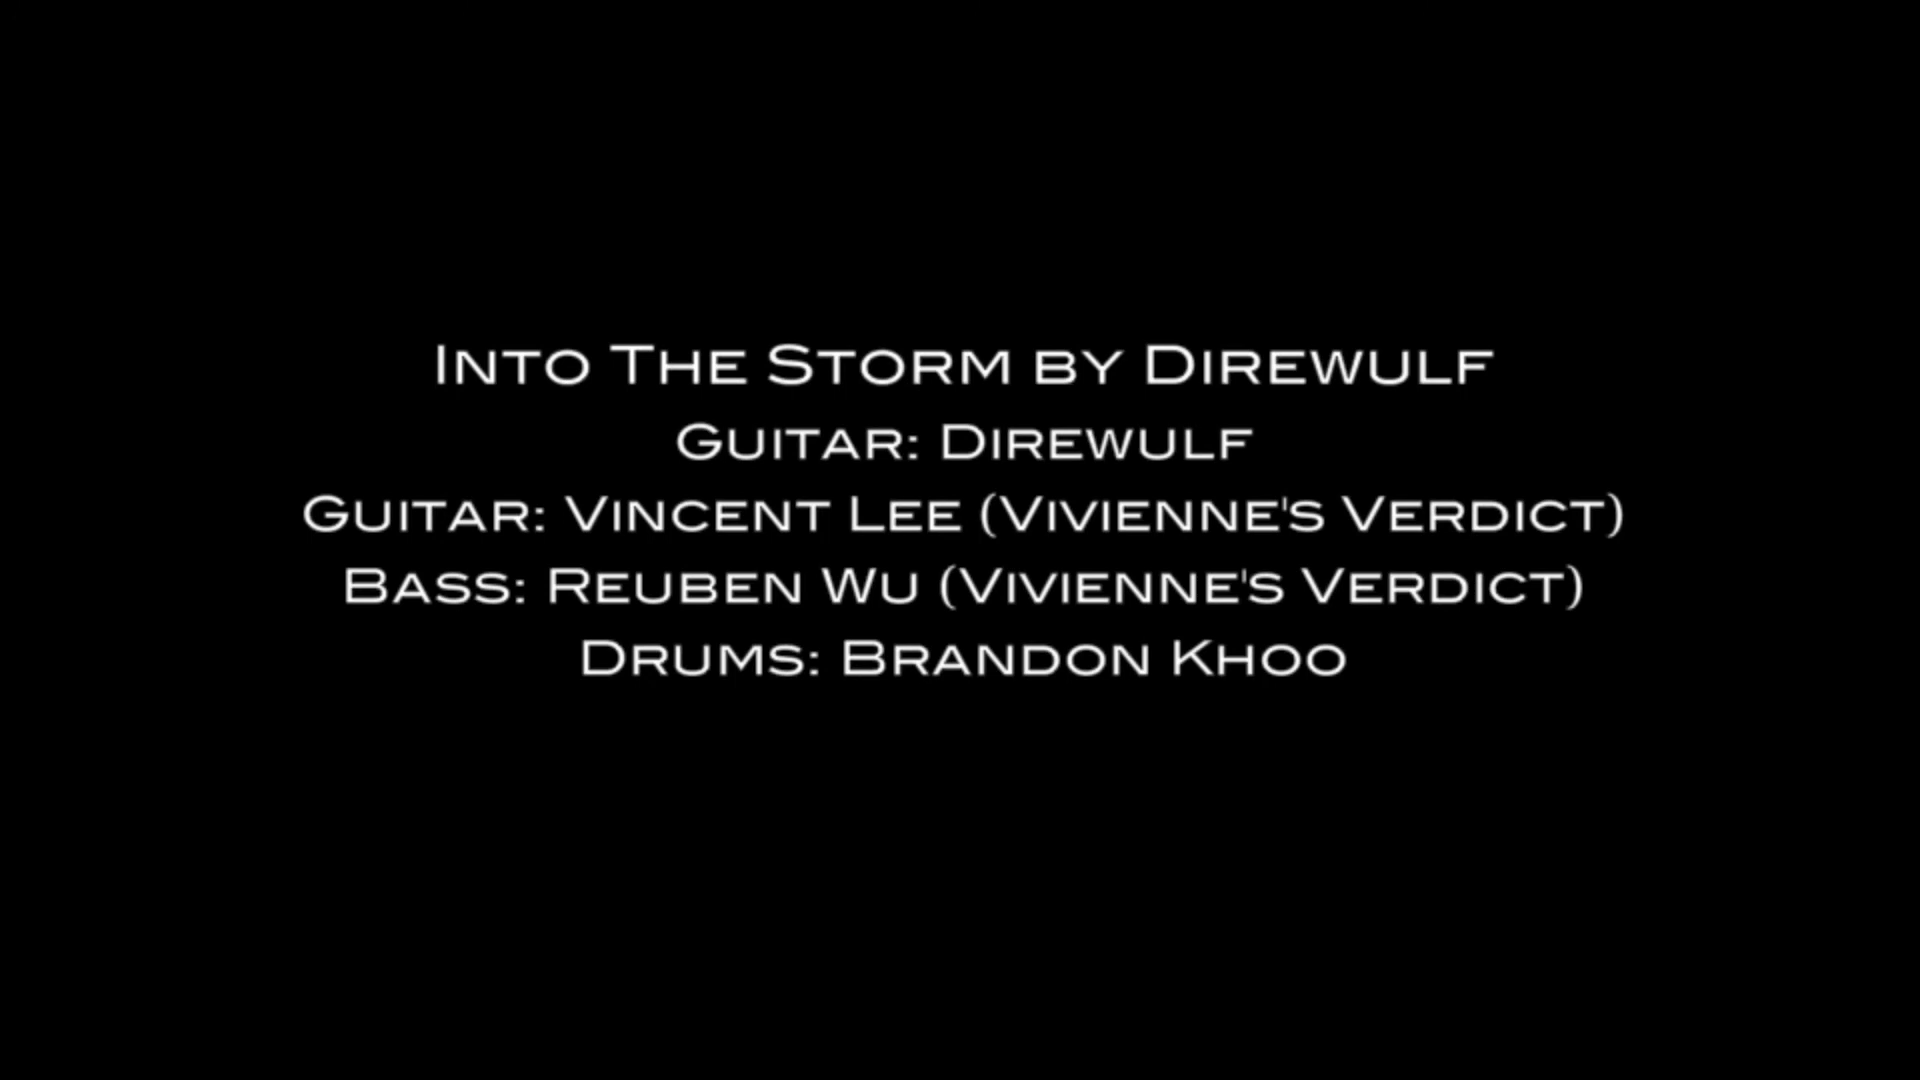 Into The Storm by Direwulf
Guitar: Direwulf
Guitar: Vincent Lee (Vivienne's Verdict)
Bass: Reuben Wu (Vivienne's Verdict)
Drums: Brandon Khoo